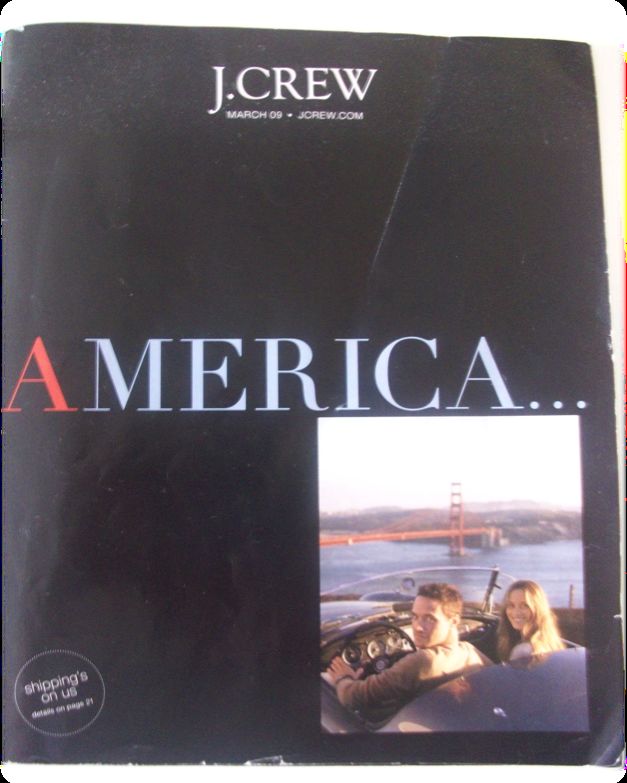 J.CREW
MARCH 09 • JCREW.COM
AMERICA...
shipping's
on us
details on page 21